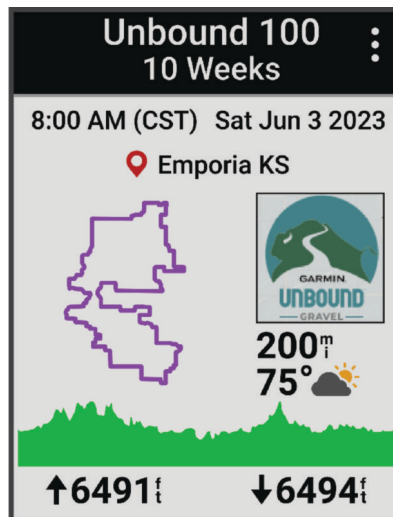 Unbound 100
10 Weeks
8:00 AM (CST) Sat Jun 3 2023
Emporia KS
GARMIN
UNBOUND
GRAVEL
200mi
75°
6491ft 6494ft